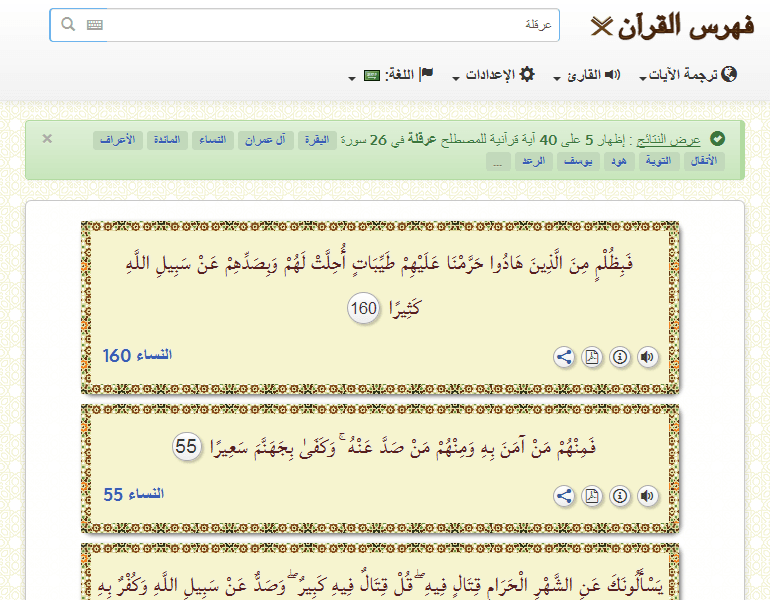 فهرس القرآن
عرقلة
ترجمة الآيات القارئ الإعدادات اللغة:
عرض النتائج : إظهار 5 على 40 آية قرآنية للمصطلح عرقلة في 26 سورة البقرة آل عمران النساء المائدة الأعراف ×
الأنفال التوبة هود يوسف الرعد ...
فَبِظُلْمٍ مِنَ الَّذِينَ هَادُوا حَرَّمْنَا عَلَيْهِمْ طَيِّبَاتٍ أُحِلَّتْ لَهُمْ وَبِصَدِّهِمْ عَنْ سَبِيلِ اللَّهِ
كَثِيرًا 160
النساء 160
فَمِنْهُمْ مَنْ آمَنَ بِهِ وَمِنْهُمْ مَنْ صَدَّ عَنْهُ ۚ وَكَفَىٰ بِجَهَنَّمَ سَعِيرًا 55
النساء 55
يَسْأَلُونَكَ عَنِ الشَّهْرِ الْحَرَامِ قِتَالٍ فِيهِ ۖ قُلْ قِتَالٌ فِيهِ كَبِيرٌ ۖ وَصَدٌّ عَنْ سَبِيلِ اللَّهِ وَكُفْرٌ بِهِ